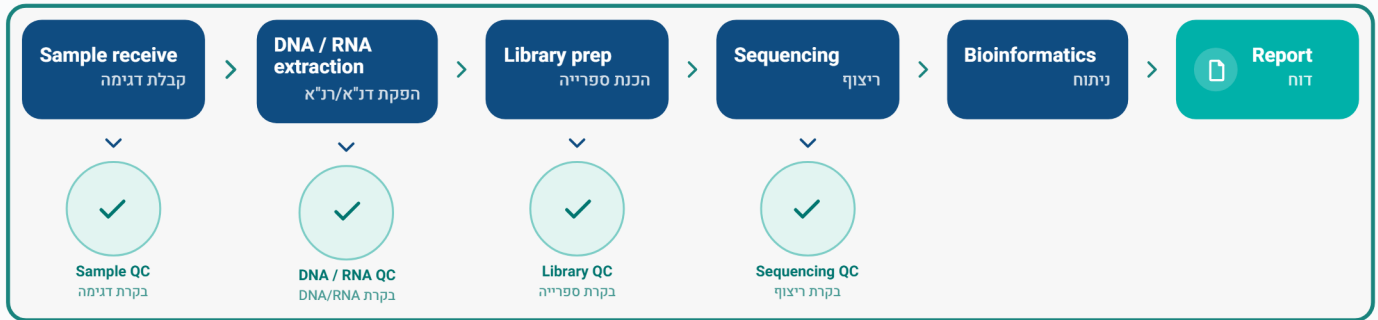 Sample receive
קבלת דגימה
DNA / RNA
extraction
הפקת דנ"א/רנ"א
Library prep
הכנת ספרייה
Sequencing
ריצוף
Bioinformatics
ניתוח
Report
דוח
Sample QC
בקרת דגימה
DNA / RNA QC
בקרת DNA/RNA
Library QC
בקרת ספרייה
Sequencing QC
בקרת ריצוף